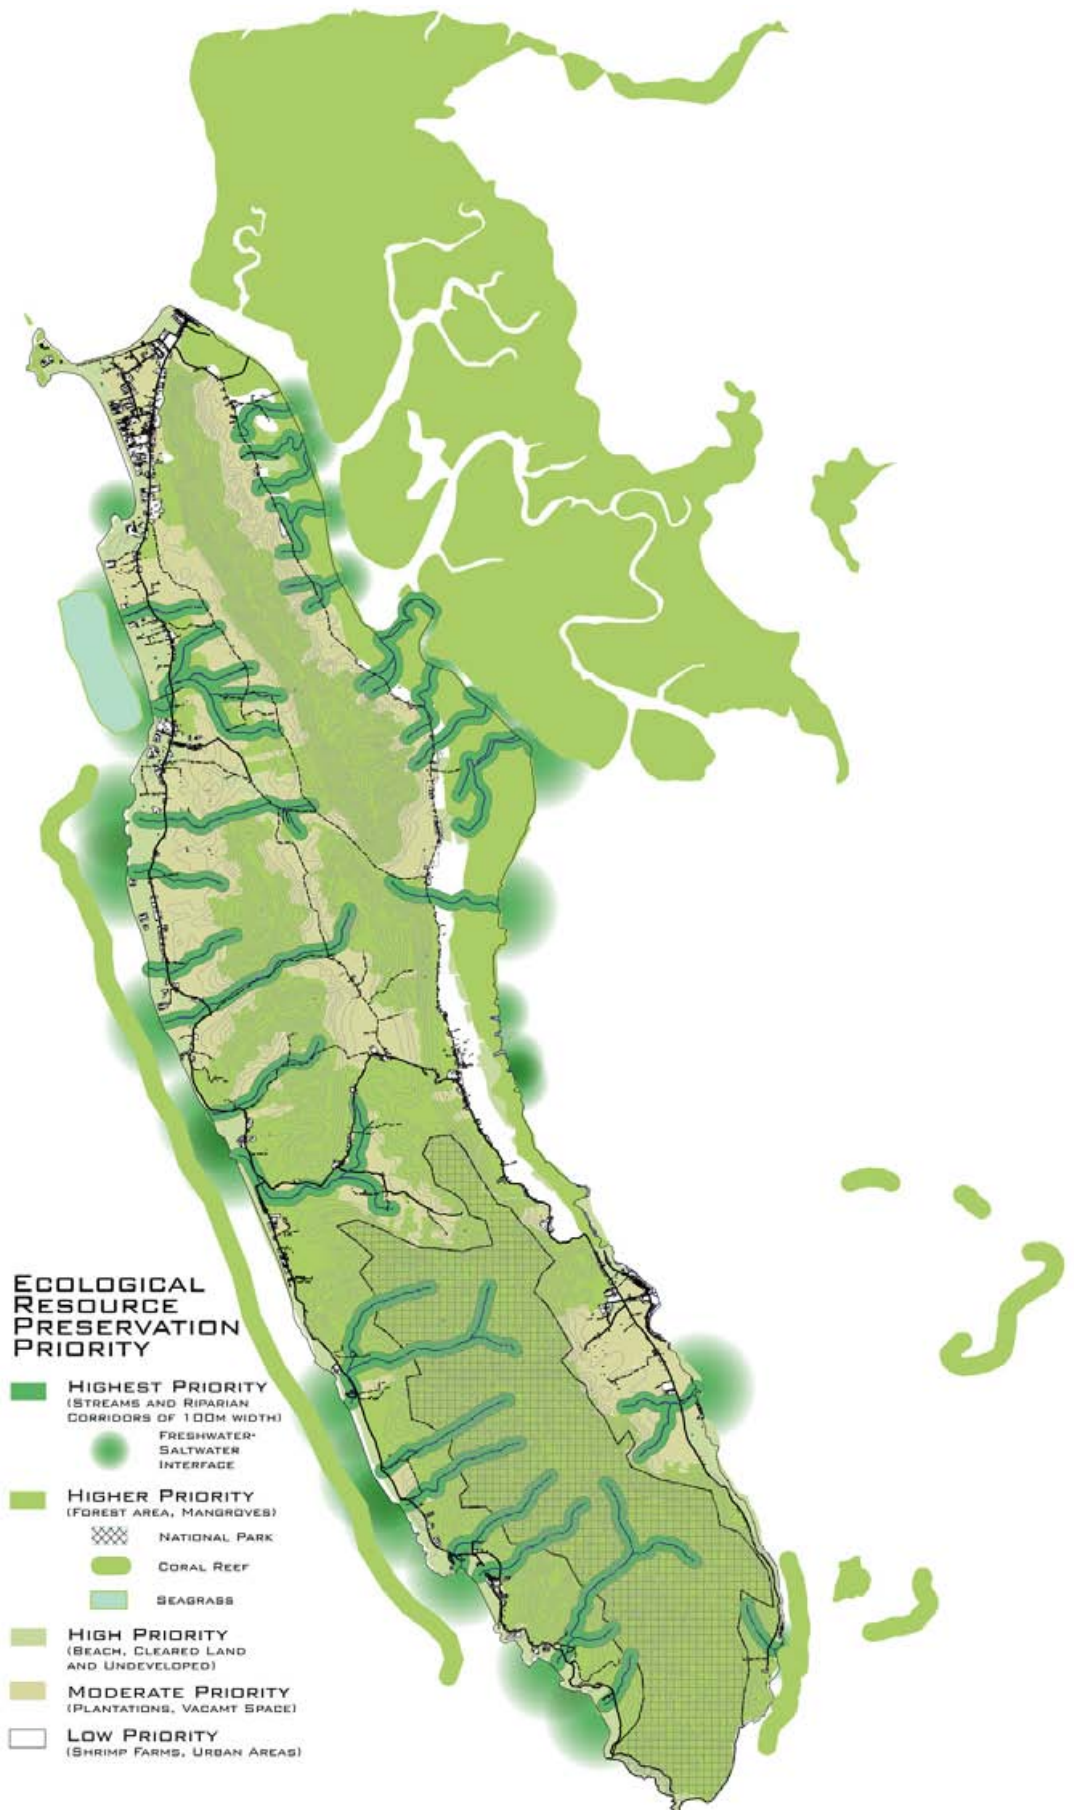 ECOLOGICAL
RESOURCE
PRESERVATION
PRIORITY
HIGHEST PRIORITY
(STREAMS AND RIPARIAN
CORRIDORS OF 100M WIDTH)
FRESHWATER-
SALTWATER
INTERFACE
HIGHER PRIORITY
(FOREST AREA, MANGROVES)
NATIONAL PARK
CORAL REEF
SEAGRASS
HIGH PRIORITY
(BEACH, CLEARED LAND
AND UNDEVELOPED)
MODERATE PRIORITY
(PLANTATIONS, VACAMT SPACE)
LOW PRIORITY
(SHRIMP FARMS, URBAN AREAS)